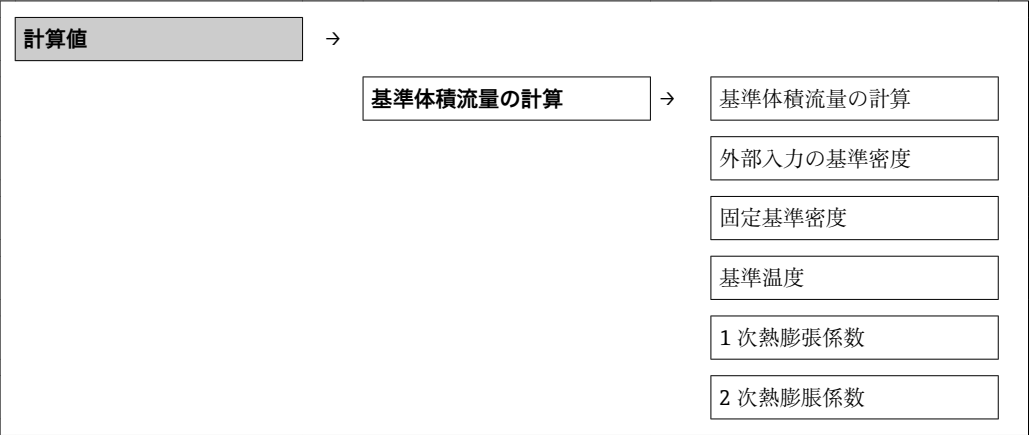 計算値 →
基準体積流量の計算 → 基準体積流量の計算
外部入力の基準密度
固定基準密度
基準温度
1 次熱膨張係数
2 次熱膨脹係数